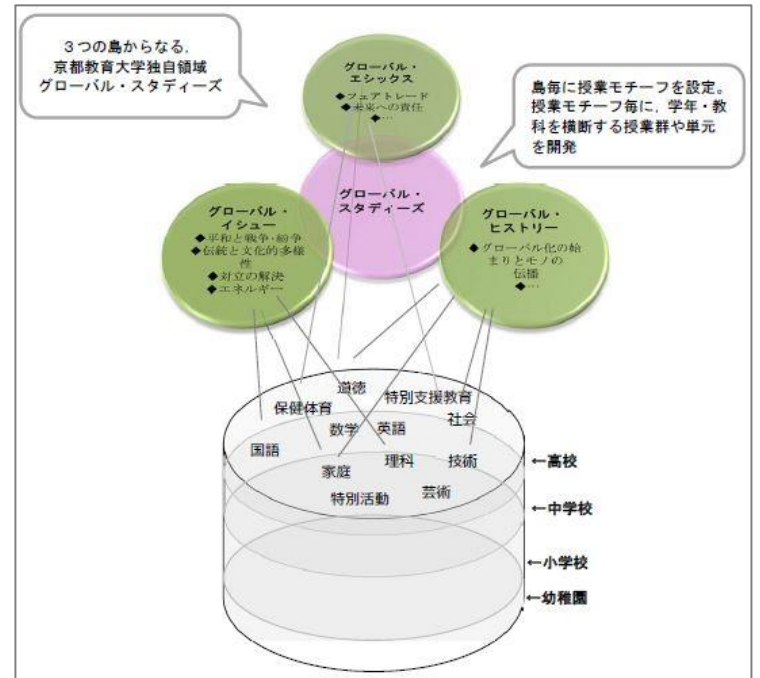 ３つの島からなる，
京都教育大学独自領域
グローバル・スタディーズ
グローバル・
エシックス
◆フェアトレード
◆未来への責任
◆…
島毎に授業モチーフを設定。
授業モチーフ毎に，学年・教
科を横断する授業群や単元
を開発
グローバル・
スタディーズ
グローバル・
イシュー
◆平和と戦争・紛争
◆伝統と文化的多様
性
◆対立の解決
◆エネルギー
グローバル・
ヒストリー
◆グローバル化の始
まりとモノの
伝播
◆…
道徳
特別支援教育
保健体育
社会
数学
英語
国語
理科
技術
家庭
芸術
特別活動
←高校
←中学校
←小学校
←幼稚園